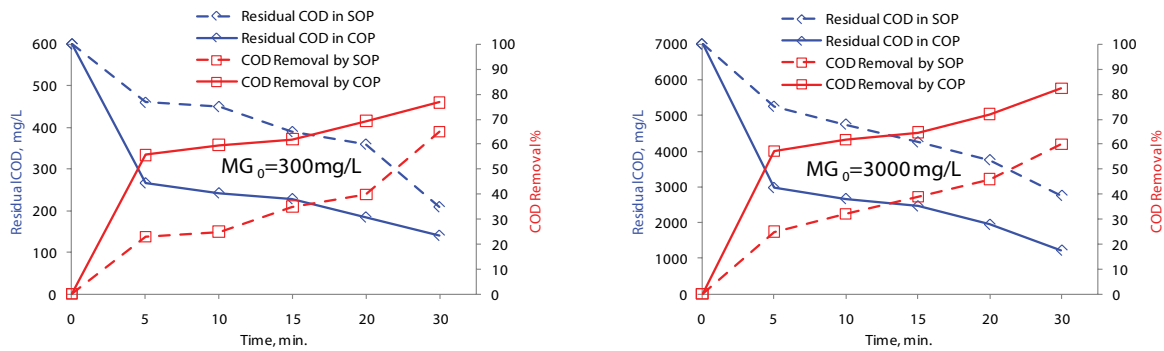 Residual COD in SOP
Residual COD in COP
COD Removal by SOP
COD Removal by COP
600
500
400
300
200
100
0
Residual COD, mg/L
100
90
80
70
60
50
40
30
20
10
0
COD Removal %
MG0=300mg/L
0 5 10 15 20 30
Time, min.
Residual COD in SOP
Residual COD in COP
COD Removal by SOP
COD Removal by COP
7000
6000
5000
4000
3000
2000
1000
0
Residual COD, mg/L
100
90
80
70
60
50
40
30
20
10
0
COD Removal %
MG0=3000mg/L
0 5 10 15 20 30
Time, min.